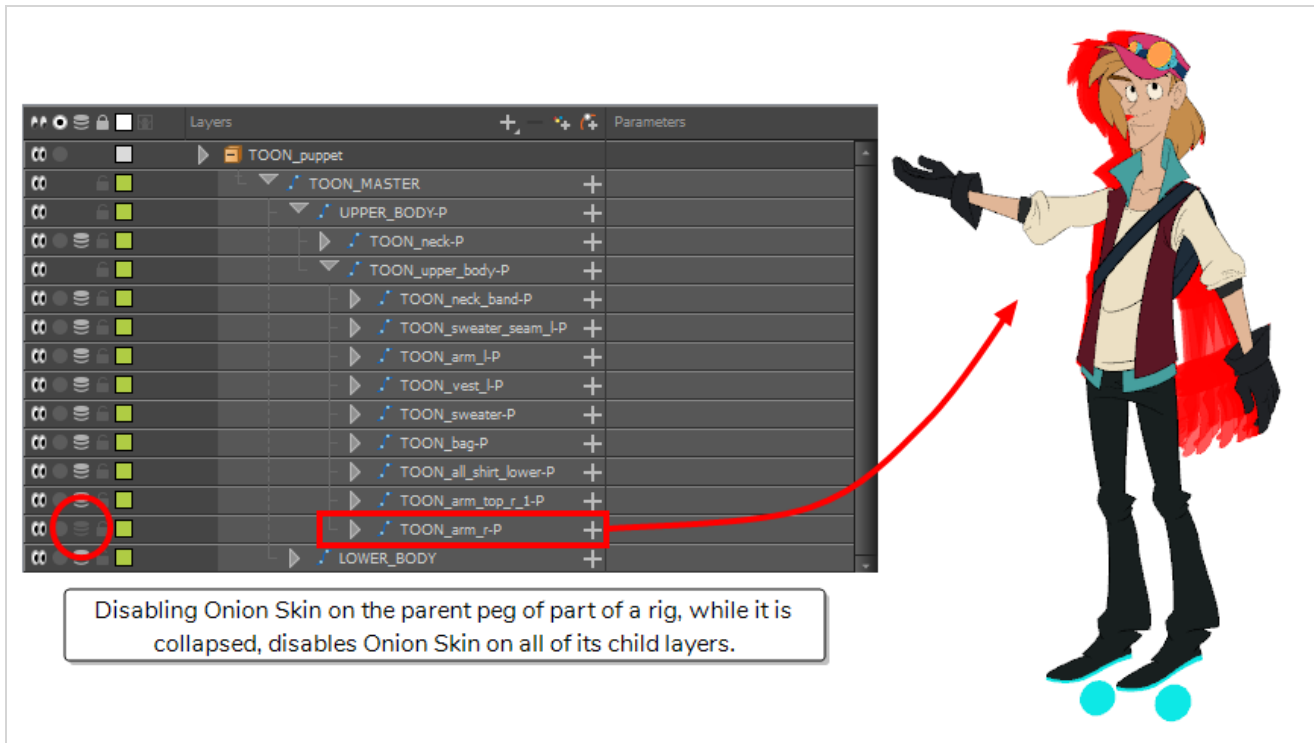 Layers Parameters
TOON_puppet
TOON_MASTER
UPPER_BODY-P
TOON_neck-P
TOON_upper_body-P
TOON_neck_band-P
TOON_sweater_seam_l-P
TOON_arm_l-P
TOON_vest_l-P
TOON_sweater-P
TOON_bag-P
TOON_all_shirt_lower-P
TOON_arm_top_r_1-P
TOON_arm_r-P
LOWER_BODY
Disabling Onion Skin on the parent peg of part of a rig, while it is
collapsed, disables Onion Skin on all of its child layers.